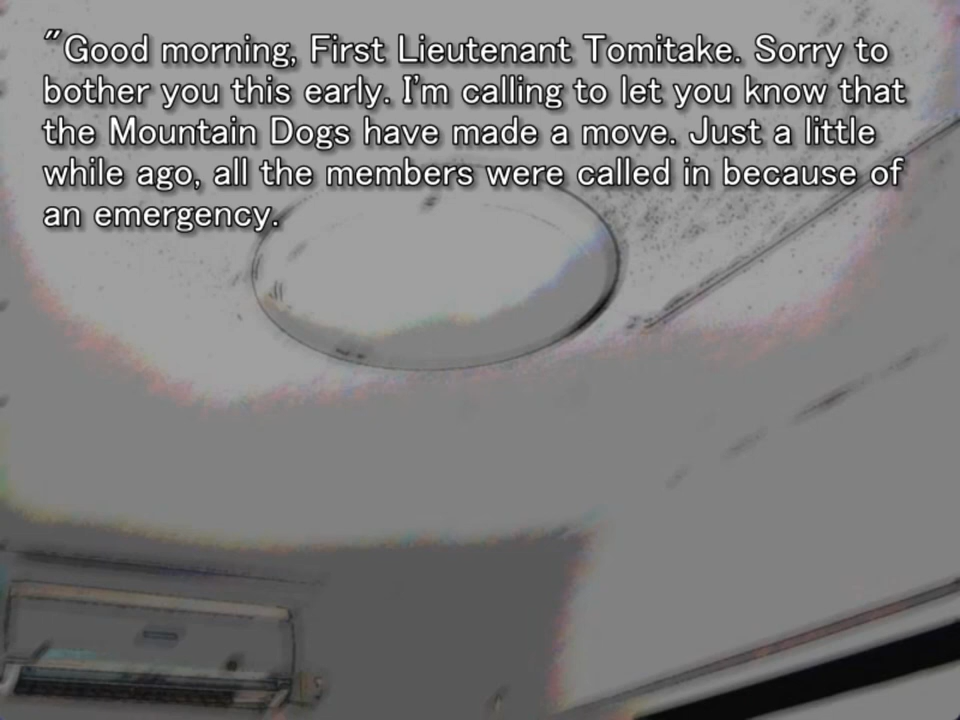 "Good morning, First Lieutenant Tomitake. Sorry to
bother you this early. I'm calling to let you know that
the Mountain Dogs have made a move. Just a little
while ago, all the members were called in because of
an emergency.